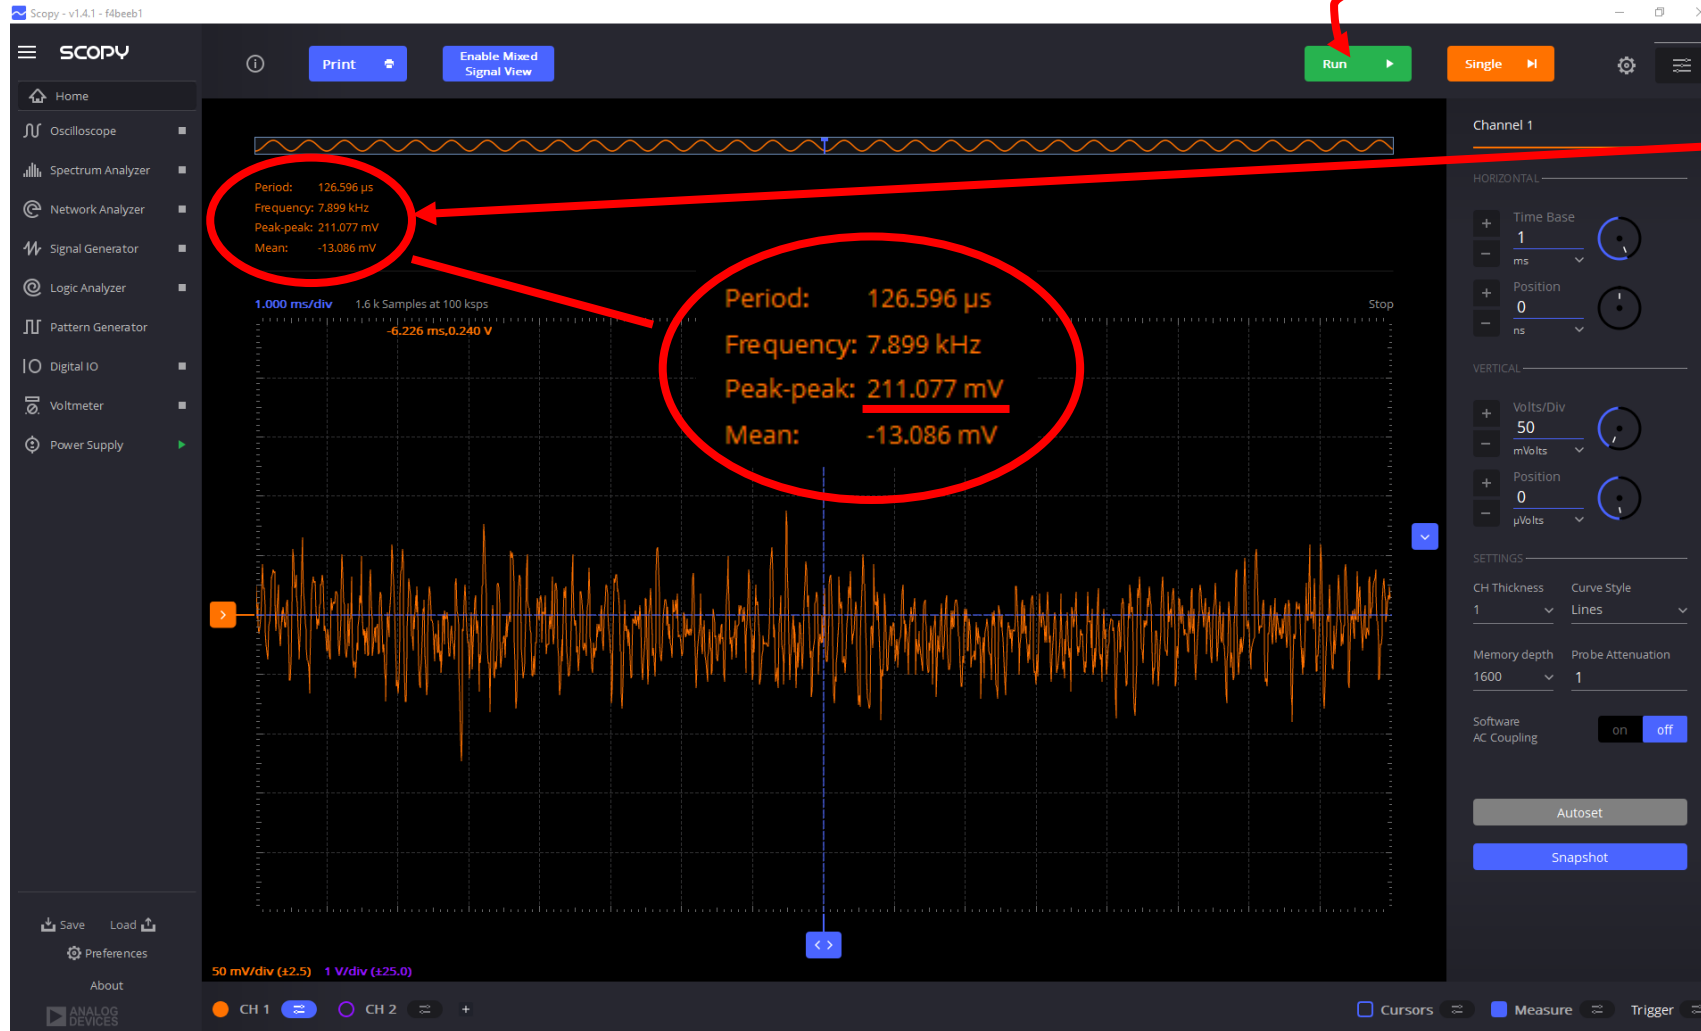 Scopy - v1.4.1 - f4beeb1
SCOPY
Print
Enable Mixed
Signal View
Run
Single
Home
Oscilloscope
Spectrum Analyzer
Network Analyzer
Signal Generator
Logic Analyzer
Pattern Generator
Digital IO
Voltmeter
Power Supply
Save
Load
Preferences
About
ANALOG
DEVICES
Period: 126.596 µs
Frequency: 7.899 kHz
Peak-peak: 211.077 mV
Mean: -13.086 mV
Period: 126.596 µs
Frequency: 7.899 kHz
Peak-peak: 211.077 mV
Mean: -13.086 mV
1.000 ms/div 1.6 k Samples at 100 ksps
Stop
-6.226 ms,0.240 V
50 mV/div (±2.5) 1 V/div (±25.0)
CH 1
CH 2
+
Cursors
Measure
Trigger
Channel 1
HORIZONTAL
Time Base
1
ms
Position
0
ns
VERTICAL
Volts/Div
50
mVolts
Position
0
µVolts
SETTINGS
CH Thickness Curve Style
1 Lines
Memory depth Probe Attenuation
1600 1
Software
AC Coupling
on off
Autoset
Snapshot